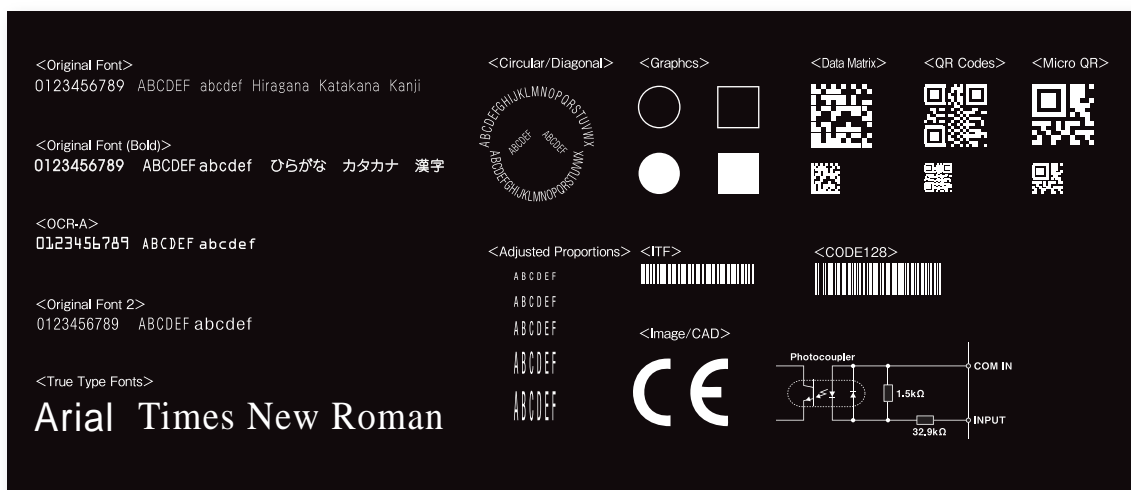 <Original Font>
0123456789 ABCDEF abcdef Hiragana Katakana Kanji
<Original Font (Bold)>
0123456789 ABCDEF abcdef ひらがな カタカナ 漢字
<OCR-A>
0123456789 ABCDEF abcdef
<Original Font 2>
0123456789 ABCDEF abcdef
<True Type Fonts>
Arial Times New Roman
<Circular/Diagonal>
ABCDEFGHIJKLMNOPQRSTUVWX
ABCDEF ABCDEF
ABCDEFGHIJKLMNOPQRSTUVWX
<Graphcs>
<Data Matrix>
<QR Codes>
<Micro QR>
<Adjusted Proportions>
ABCDEF
ABCDEF
ABCDEF
ABCDEF
ABCDEF
<ITF>
<CODE128>
<Image/CAD>
CE
Photocoupler
COM IN
1.5kΩ
INPUT
32.9kΩ